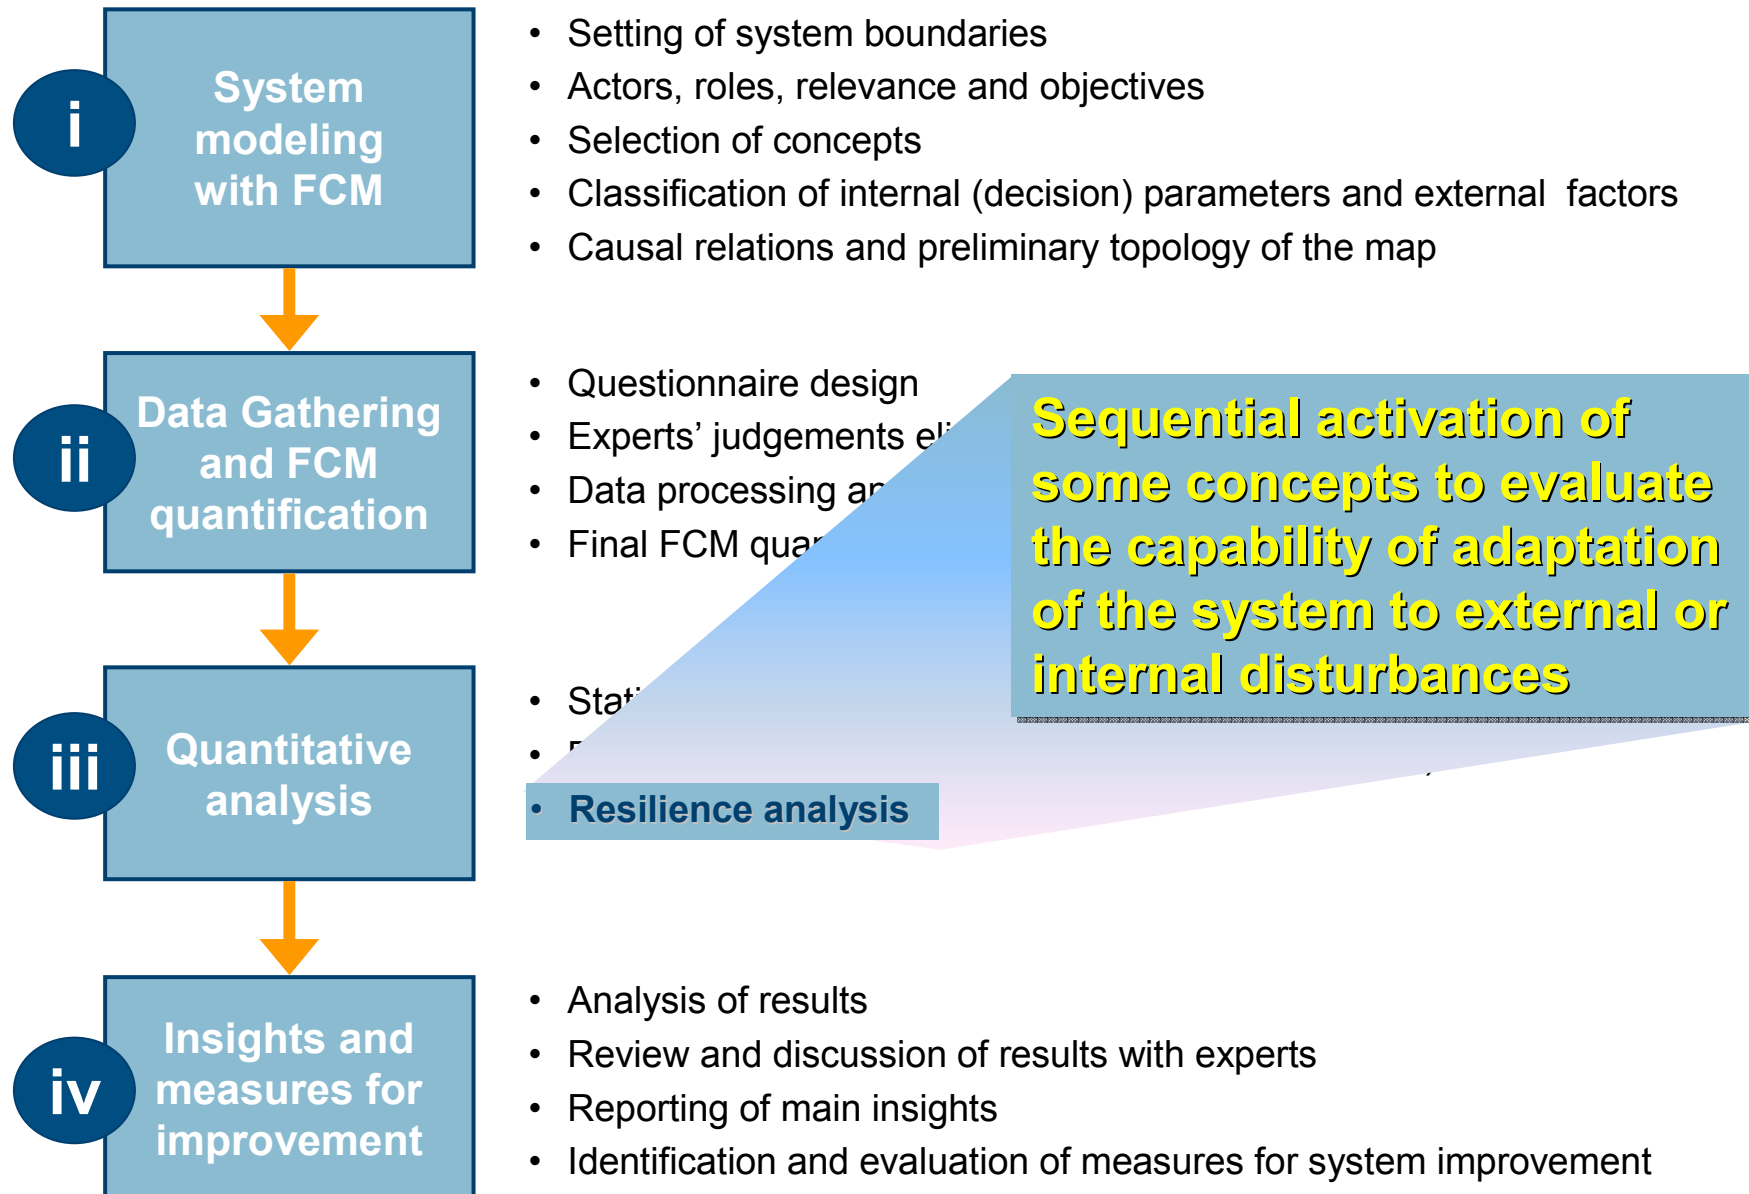 i
System
modeling
with FCM
• Setting of system boundaries
• Actors, roles, relevance and objectives
• Selection of concepts
• Classification of internal (decision) parameters and external factors
• Causal relations and preliminary topology of the map
ii
Data Gathering
and FCM
quantification
• Questionnaire design
• Experts’ judgements
• Data processing
• Final FCM
Sequential activation of
some concepts to evaluate
the capability of adaptation
of the system to external or
internal disturbances
iii
Quantitative
analysis
• Resilience analysis
iv
Insights and
measures for
improvement
• Analysis of results
• Review and discussion of results with experts
• Reporting of main insights
• Identification and evaluation of measures for system improvement